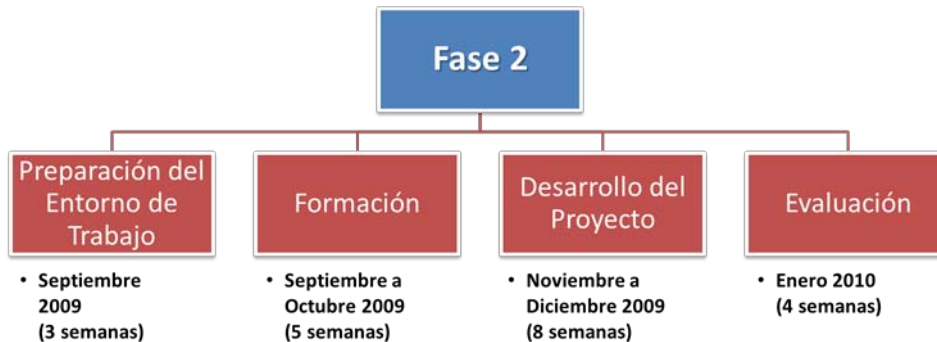 Fase 2
Preparación del
Entorno de
Trabajo
• Septiembre
2009
(3 semanas)
Formación
• Septiembre a
Octubre 2009
(5 semanas)
Desarrollo del
Proyecto
• Noviembre a
Diciembre 2009
(8 semanas)
Evaluación
• Enero 2010
(4 semanas)